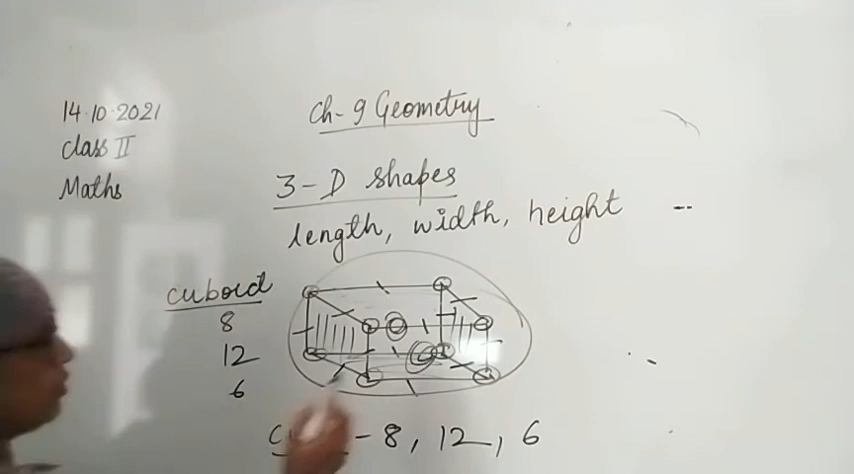 14.10.2021
Class II
Maths
Ch-9 Geometry
3-D shapes
length, width, height
cuboid
8
12
6
- 8, 12, 6